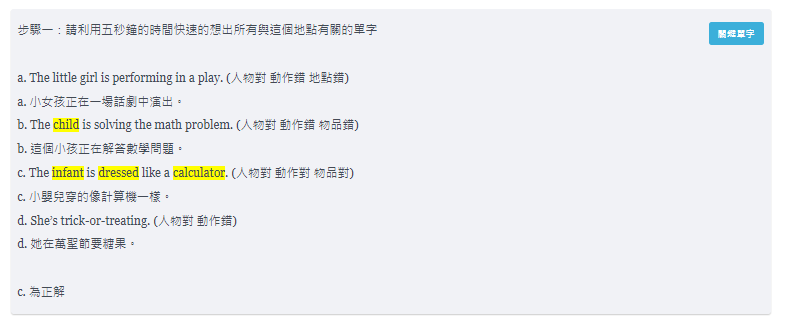 步驟一：請利用五秒鐘的時間快速的想出所有與這個地點有關的單字
關鍵單字
a. The little girl is performing in a play. (人物對 動作錯 地點錯)
a. 小女孩正在一場話劇中演出。
b. The child is solving the math problem. (人物對 動作錯 物品錯)
b. 這個小孩正在解答數學問題。
c. The infant is dressed like a calculator. (人物對 動作對 物品對)
c. 小嬰兒穿的像計算機一樣。
d. She's trick-or-treating. (人物對 動作錯)
d. 她在萬聖節要糖果。
c. 為正解